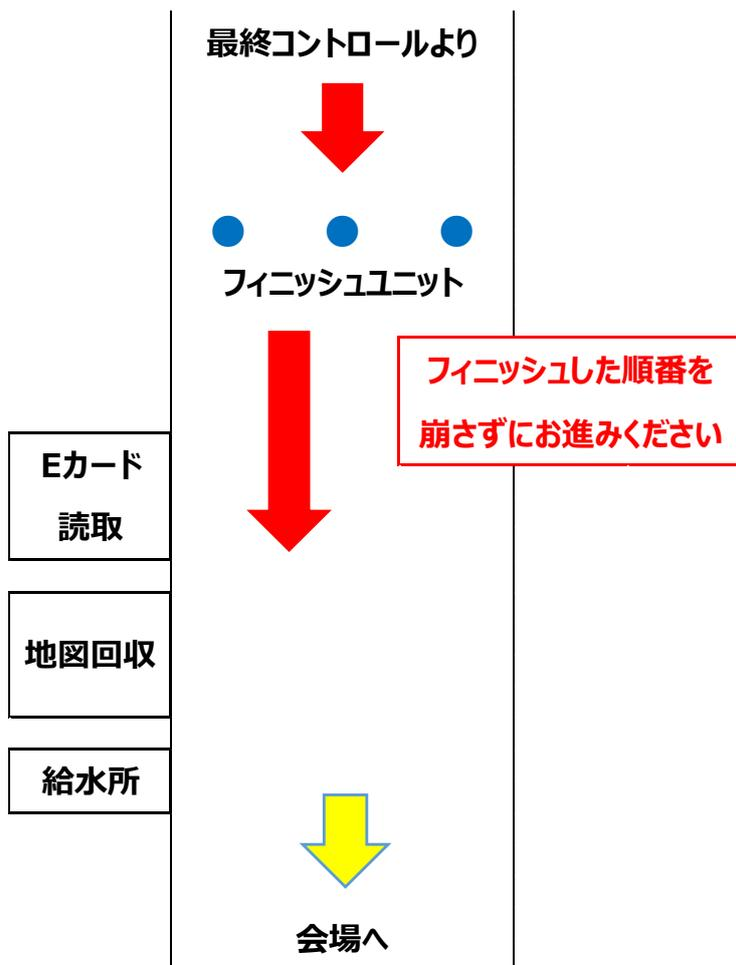 最終コントロールより
フィニッシュユニット
フィニッシュした順番を
崩さずにお進みください
Eカード
読取
地図回収
給水所
会場へ